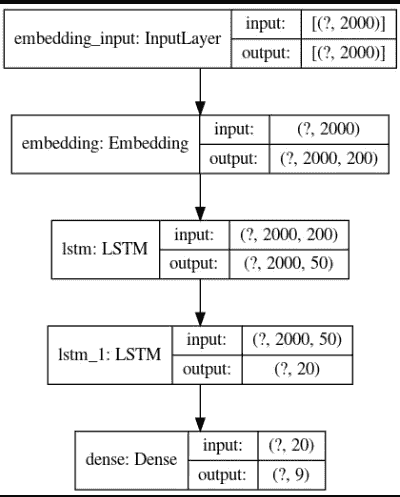 embedding_input: InputLayer
input: [(?, 2000)]
output: [(?, 2000)]
embedding: Embedding
input: (?, 2000)
output: (?, 2000, 200)
lstm: LSTM
input: (?, 2000, 200)
output: (?, 2000, 50)
lstm_1: LSTM
input: (?, 2000, 50)
output: (?, 20)
dense: Dense
input: (?, 20)
output: (?, 9)